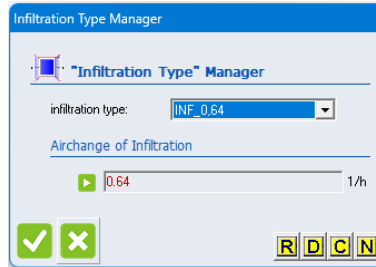 Infiltration Type Manager
"Infiltration Type" Manager
infiltration type: INF_0,64
Airchange of Infiltration
0.64 1/h
R D C N